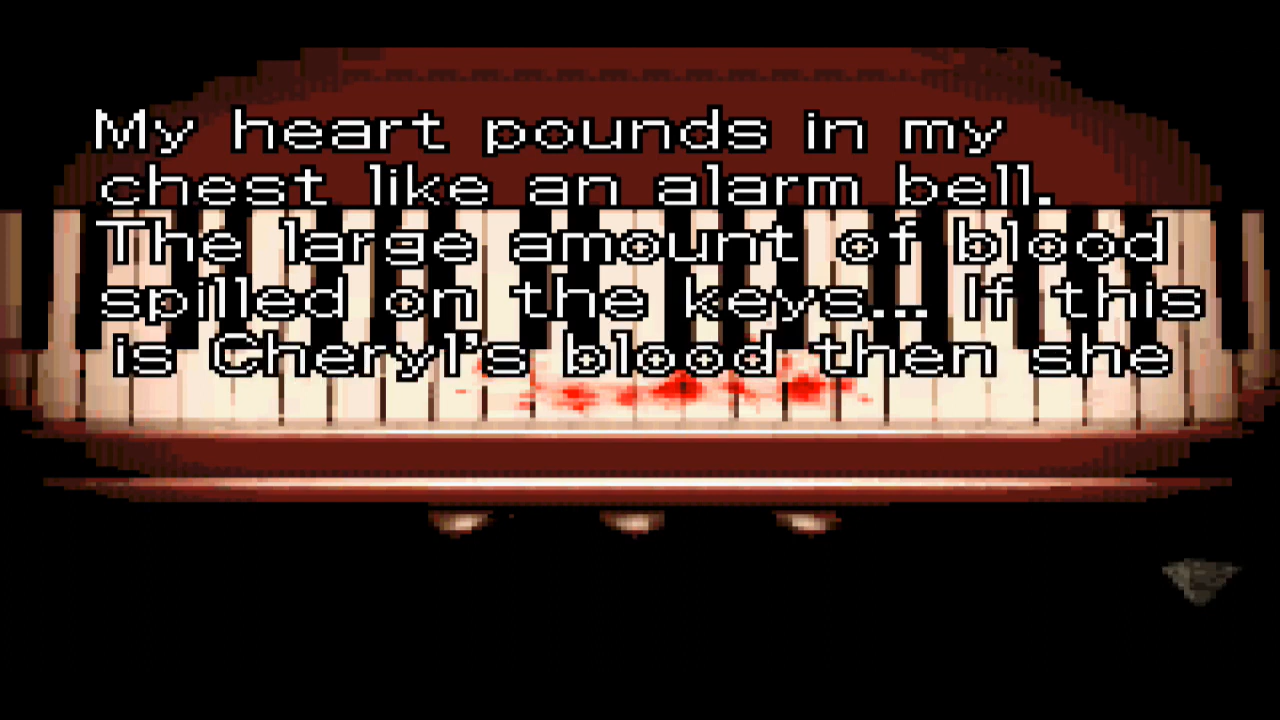 My heart pounds in my
chest like an alarm bell.
The large amount of blood
spilled on the keys... If this
is Cheryl's blood then she